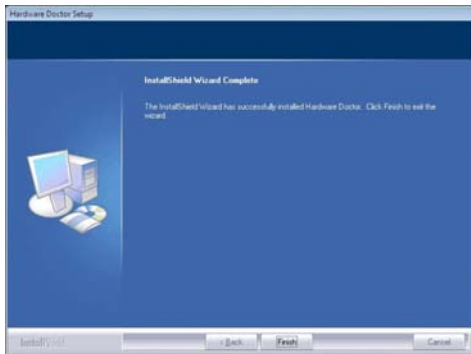 Hardware Doctor Setup
InstallShield Wizard Complete
The InstallShield Wizard has successfully installed Hardware Doctor. Click Finish to exit the
wizard.
InstallShield
< Back
Finish
Cancel